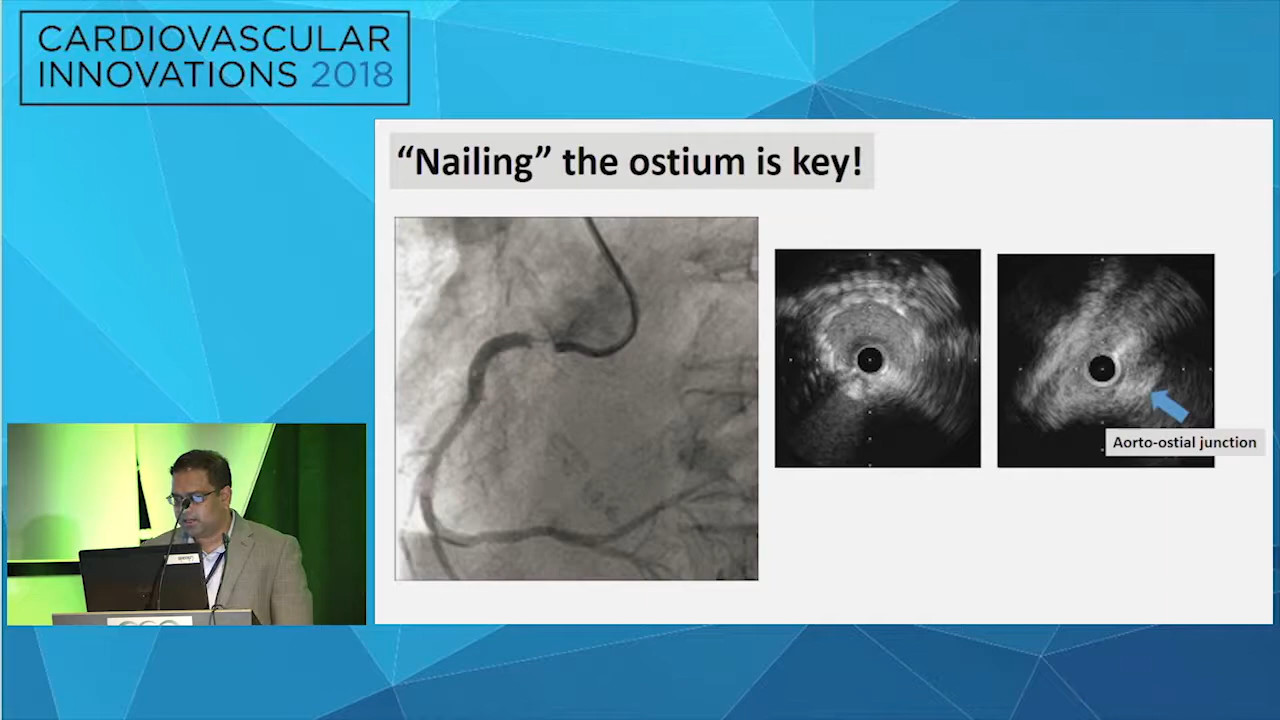 CARDIOVASCULAR
INNOVATIONS 2018
“Nailing” the ostium is key!
Aorto-ostial junction